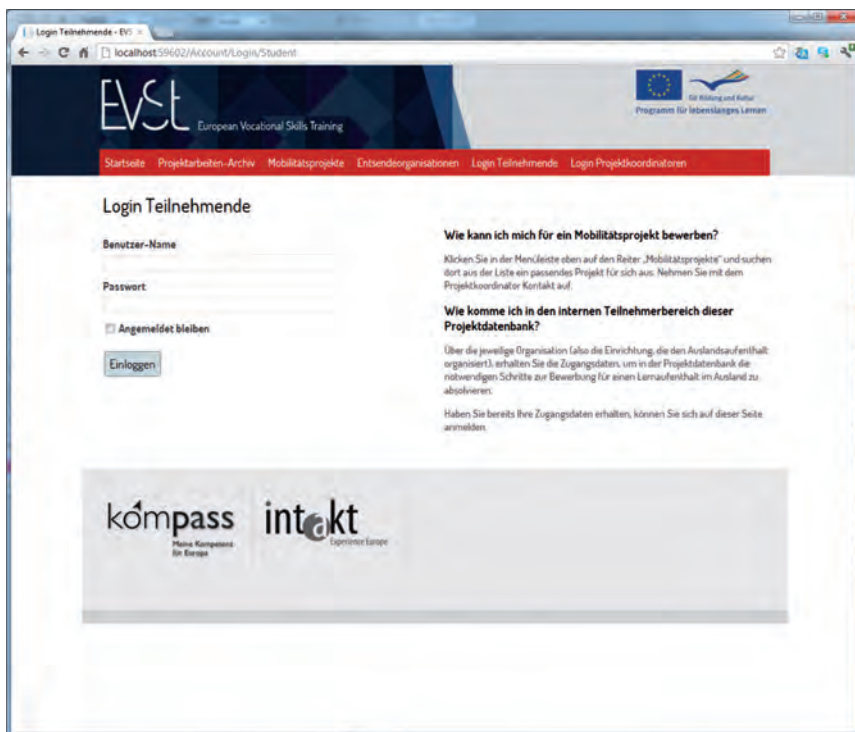 Login Teilnehmende - EVS
localhost:59602/Account/Login/Student
EVSt European Vocational Skills Training
für Bildung und Kultur
Programm für lebenslanges Lernen
Startseite Projektarbeiten-Archiv Mobilitätsprojekte Entsendeorganisationen Login Teilnehmende Login Projektkoordinatoren
Login Teilnehmende
Benutzer-Name
Passwort
Angemeldet bleiben
Einloggen
Wie kann ich mich für ein Mobilitätsprojekt bewerben?
Klicken Sie in der Menüleiste oben auf den Reiter „Mobilitätsprojekte“ und suchen
dort aus der Liste ein passendes Projekt für sich aus. Nehmen Sie mit dem
Projektkoordinator Kontakt auf.
Wie komme ich in den internen Teilnehmerbereich dieser
Projektdatenbank?
Über die jeweilige Organisation (also die Einrichtung, die den Auslandsaufenthalt
organisiert), erhalten Sie die Zugangsdaten, um in der Projektdatenbank die
notwendigen Schritte zur Bewerbung für einen Lernaufenthalt im Ausland zu
absolvieren.
Haben Sie bereits Ihre Zugangsdaten erhalten, können Sie sich auf dieser Seite
anmelden.
kompass
Meine Kompetenz
für Europa
intakt
Experience Europe